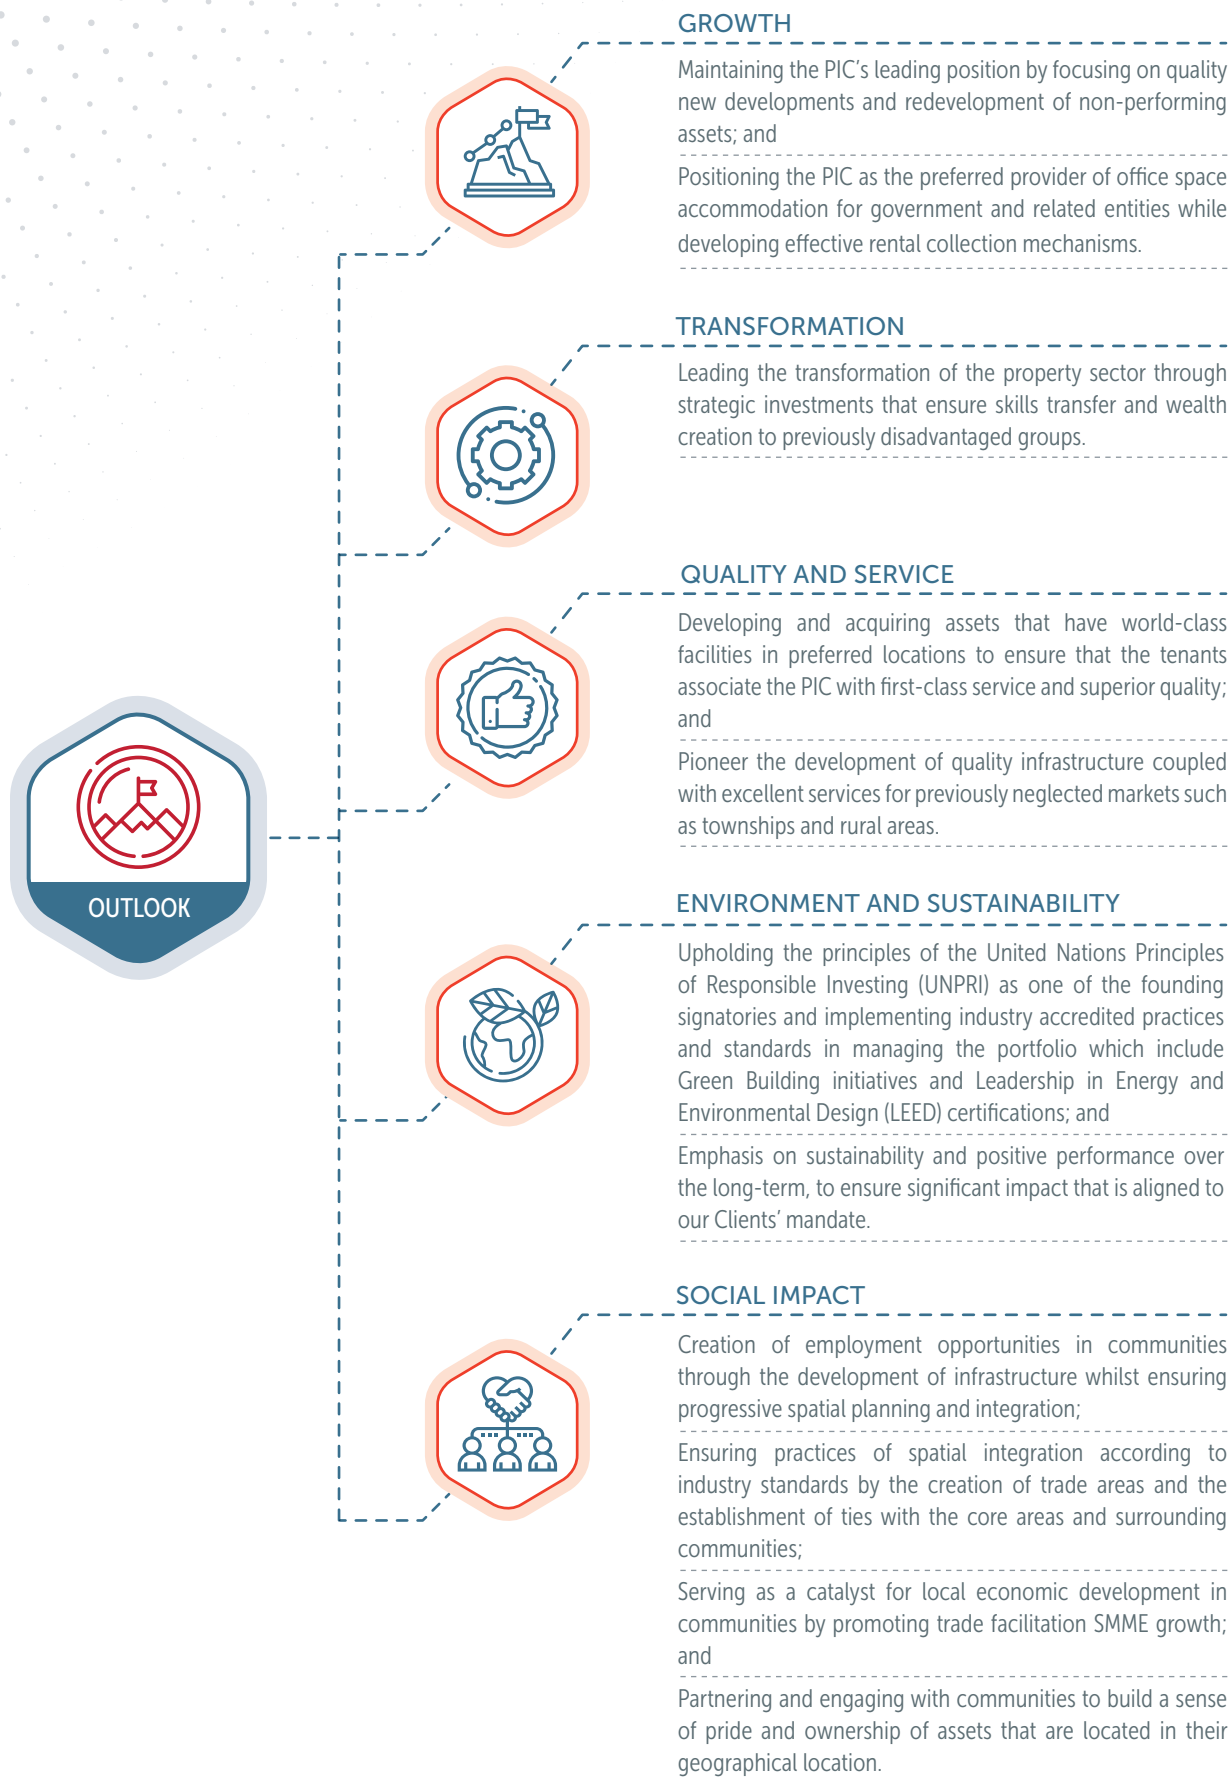 GROWTH
Maintaining the PIC's leading position by focusing on quality
new developments and redevelopment of non-performing
assets; and
Positioning the PIC as the preferred provider of office space
accommodation for government and related entities while
developing effective rental collection mechanisms.
TRANSFORMATION
Leading the transformation of the property sector through
strategic investments that ensure skills transfer and wealth
creation to previously disadvantaged groups.
QUALITY AND SERVICE
Developing and acquiring assets that have world-class
facilities in preferred locations to ensure that the tenants
associate the PIC with first-class service and superior quality;
and
Pioneer the development of quality infrastructure coupled
with excellent services for previously neglected markets such
as townships and rural areas.
OUTLOOK
ENVIRONMENT AND SUSTAINABILITY
Upholding the principles of the United Nations Principles
of Responsible Investing (UNPRI) as one of the founding
signatories and implementing industry accredited practices
and standards in managing the portfolio which include
Green Building initiatives and Leadership in Energy and
Environmental Design (LEED) certifications; and
Emphasis on sustainability and positive performance over
the long-term, to ensure significant impact that is aligned to
our Clients' mandate.
SOCIAL IMPACT
Creation of employment opportunities in communities
through the development of infrastructure whilst ensuring
progressive spatial planning and integration;
Ensuring practices of spatial integration according to
industry standards by the creation of trade areas and the
establishment of ties with the core areas and surrounding
communities;
Serving as a catalyst for local economic development in
communities by promoting trade facilitation SMME growth;
and
Partnering and engaging with communities to build a sense
of pride and ownership of assets that are located in their
geographical location.